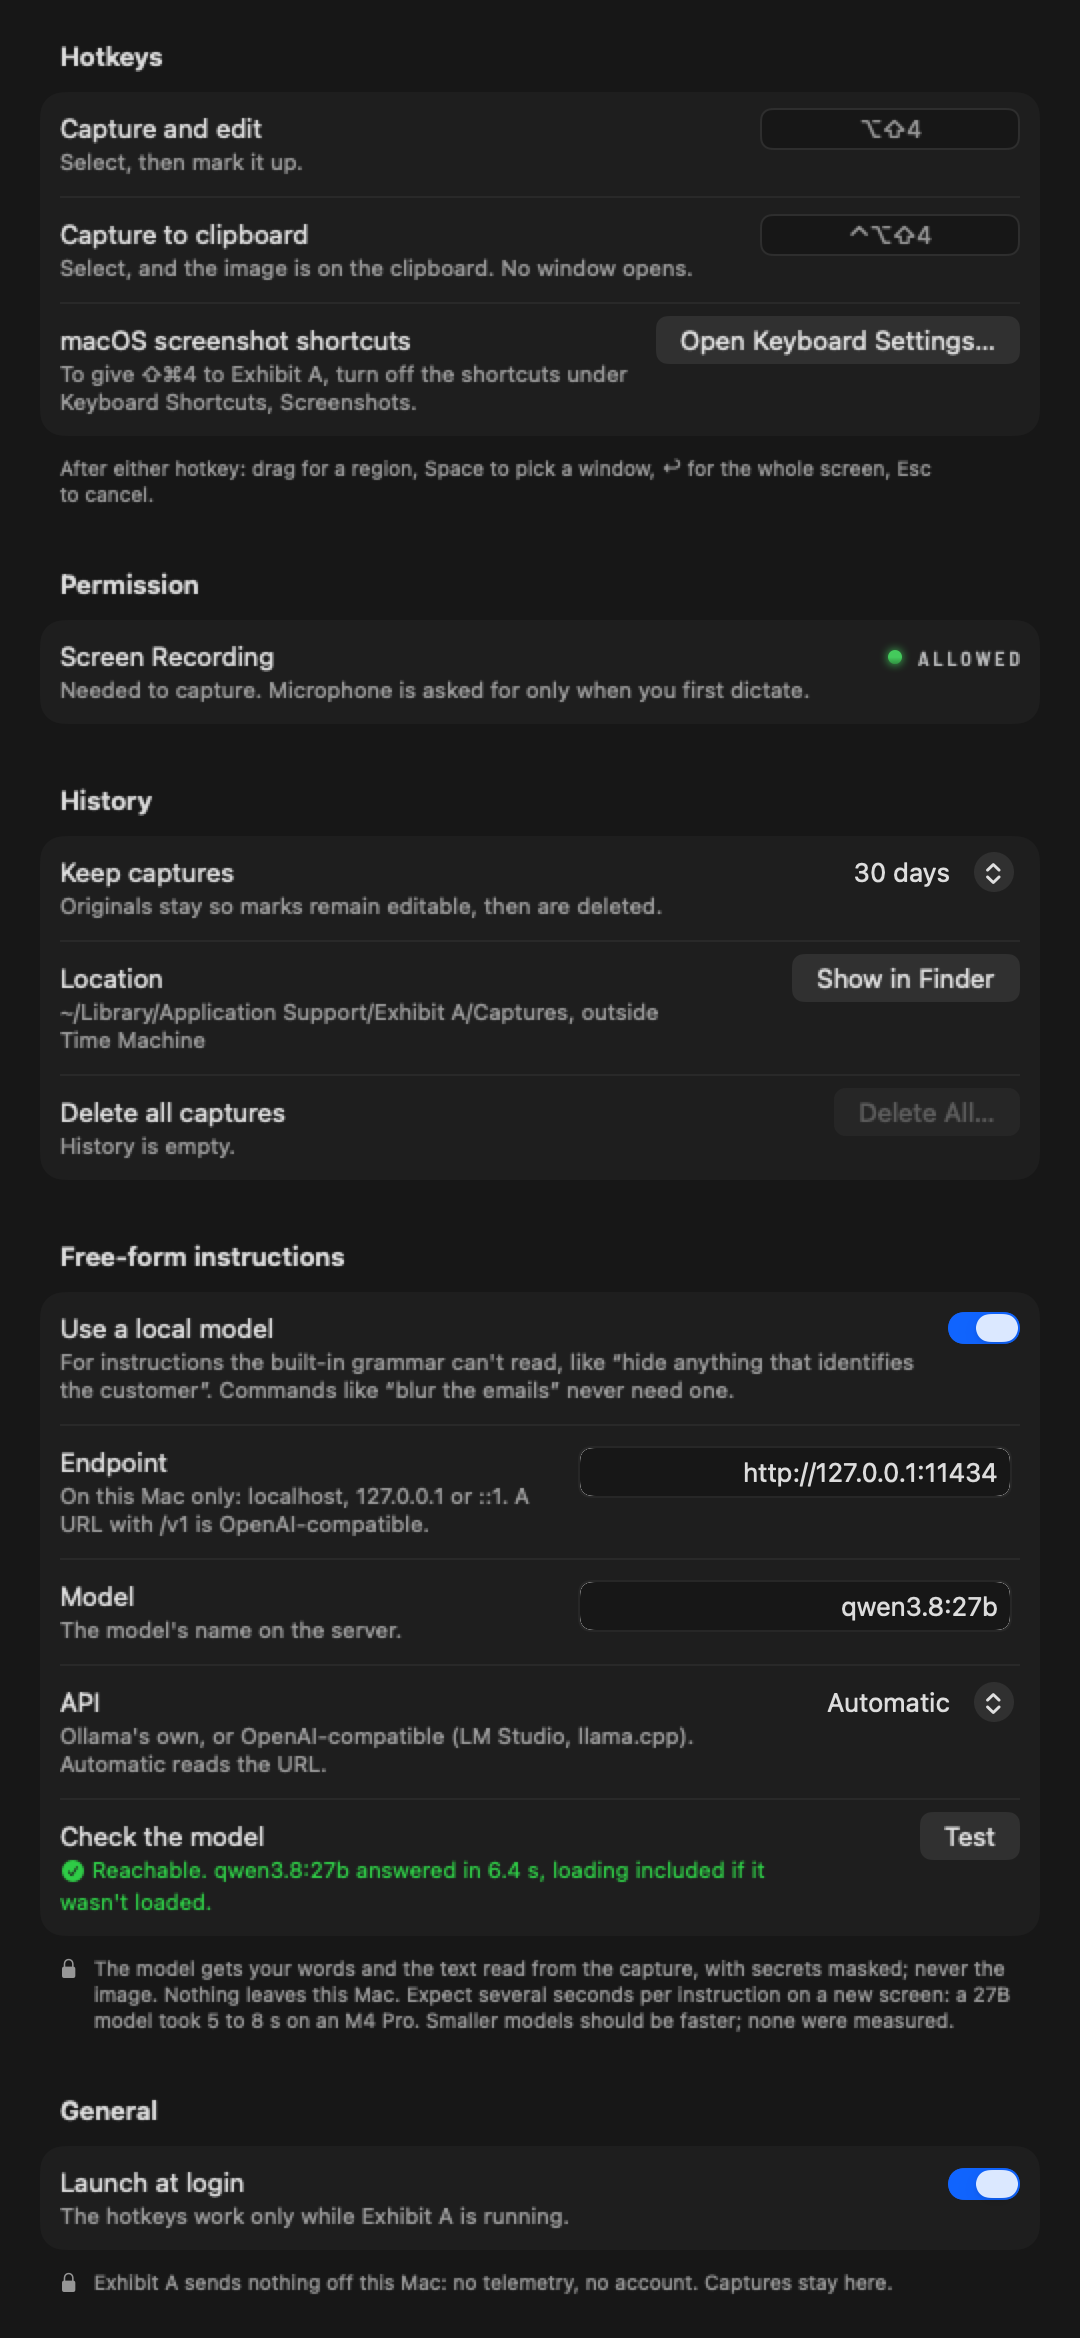 Hotkeys
Capture and edit
⌥⇧4
Select, then mark it up.
Capture to clipboard
^⌥⇧4
Select, and the image is on the clipboard. No window opens.
macOS screenshot shortcuts
Open Keyboard Settings...
To give ⇧⌘4 to Exhibit A, turn off the shortcuts under
Keyboard Shortcuts, Screenshots.
After either hotkey: drag for a region, Space to pick a window, ↩ for the whole screen, Esc
to cancel.
Permission
Screen Recording
ALLOWED
Needed to capture. Microphone is asked for only when you first dictate.
History
Keep captures
30 days
Originals stay so marks remain editable, then are deleted.
Location
Show in Finder
~/Library/Application Support/Exhibit A/Captures, outside
Time Machine
Delete all captures
Delete All...
History is empty.
Free-form instructions
Use a local model
For instructions the built-in grammar can't read, like “hide anything that identifies
the customer”. Commands like “blur the emails” never need one.
Endpoint
http://127.0.0.1:11434
On this Mac only: localhost, 127.0.0.1 or ::1. A
URL with /v1 is OpenAI-compatible.
Model
qwen3.8:27b
The model's name on the server.
API
Automatic
Ollama's own, or OpenAI-compatible (LM Studio, llama.cpp).
Automatic reads the URL.
Check the model
Test
Reachable. qwen3.8:27b answered in 6.4 s, loading included if it
wasn't loaded.
The model gets your words and the text read from the capture, with secrets masked; never the
image. Nothing leaves this Mac. Expect several seconds per instruction on a new screen: a 27B
model took 5 to 8 s on an M4 Pro. Smaller models should be faster; none were measured.
General
Launch at login
The hotkeys work only while Exhibit A is running.
Exhibit A sends nothing off this Mac: no telemetry, no account. Captures stay here.